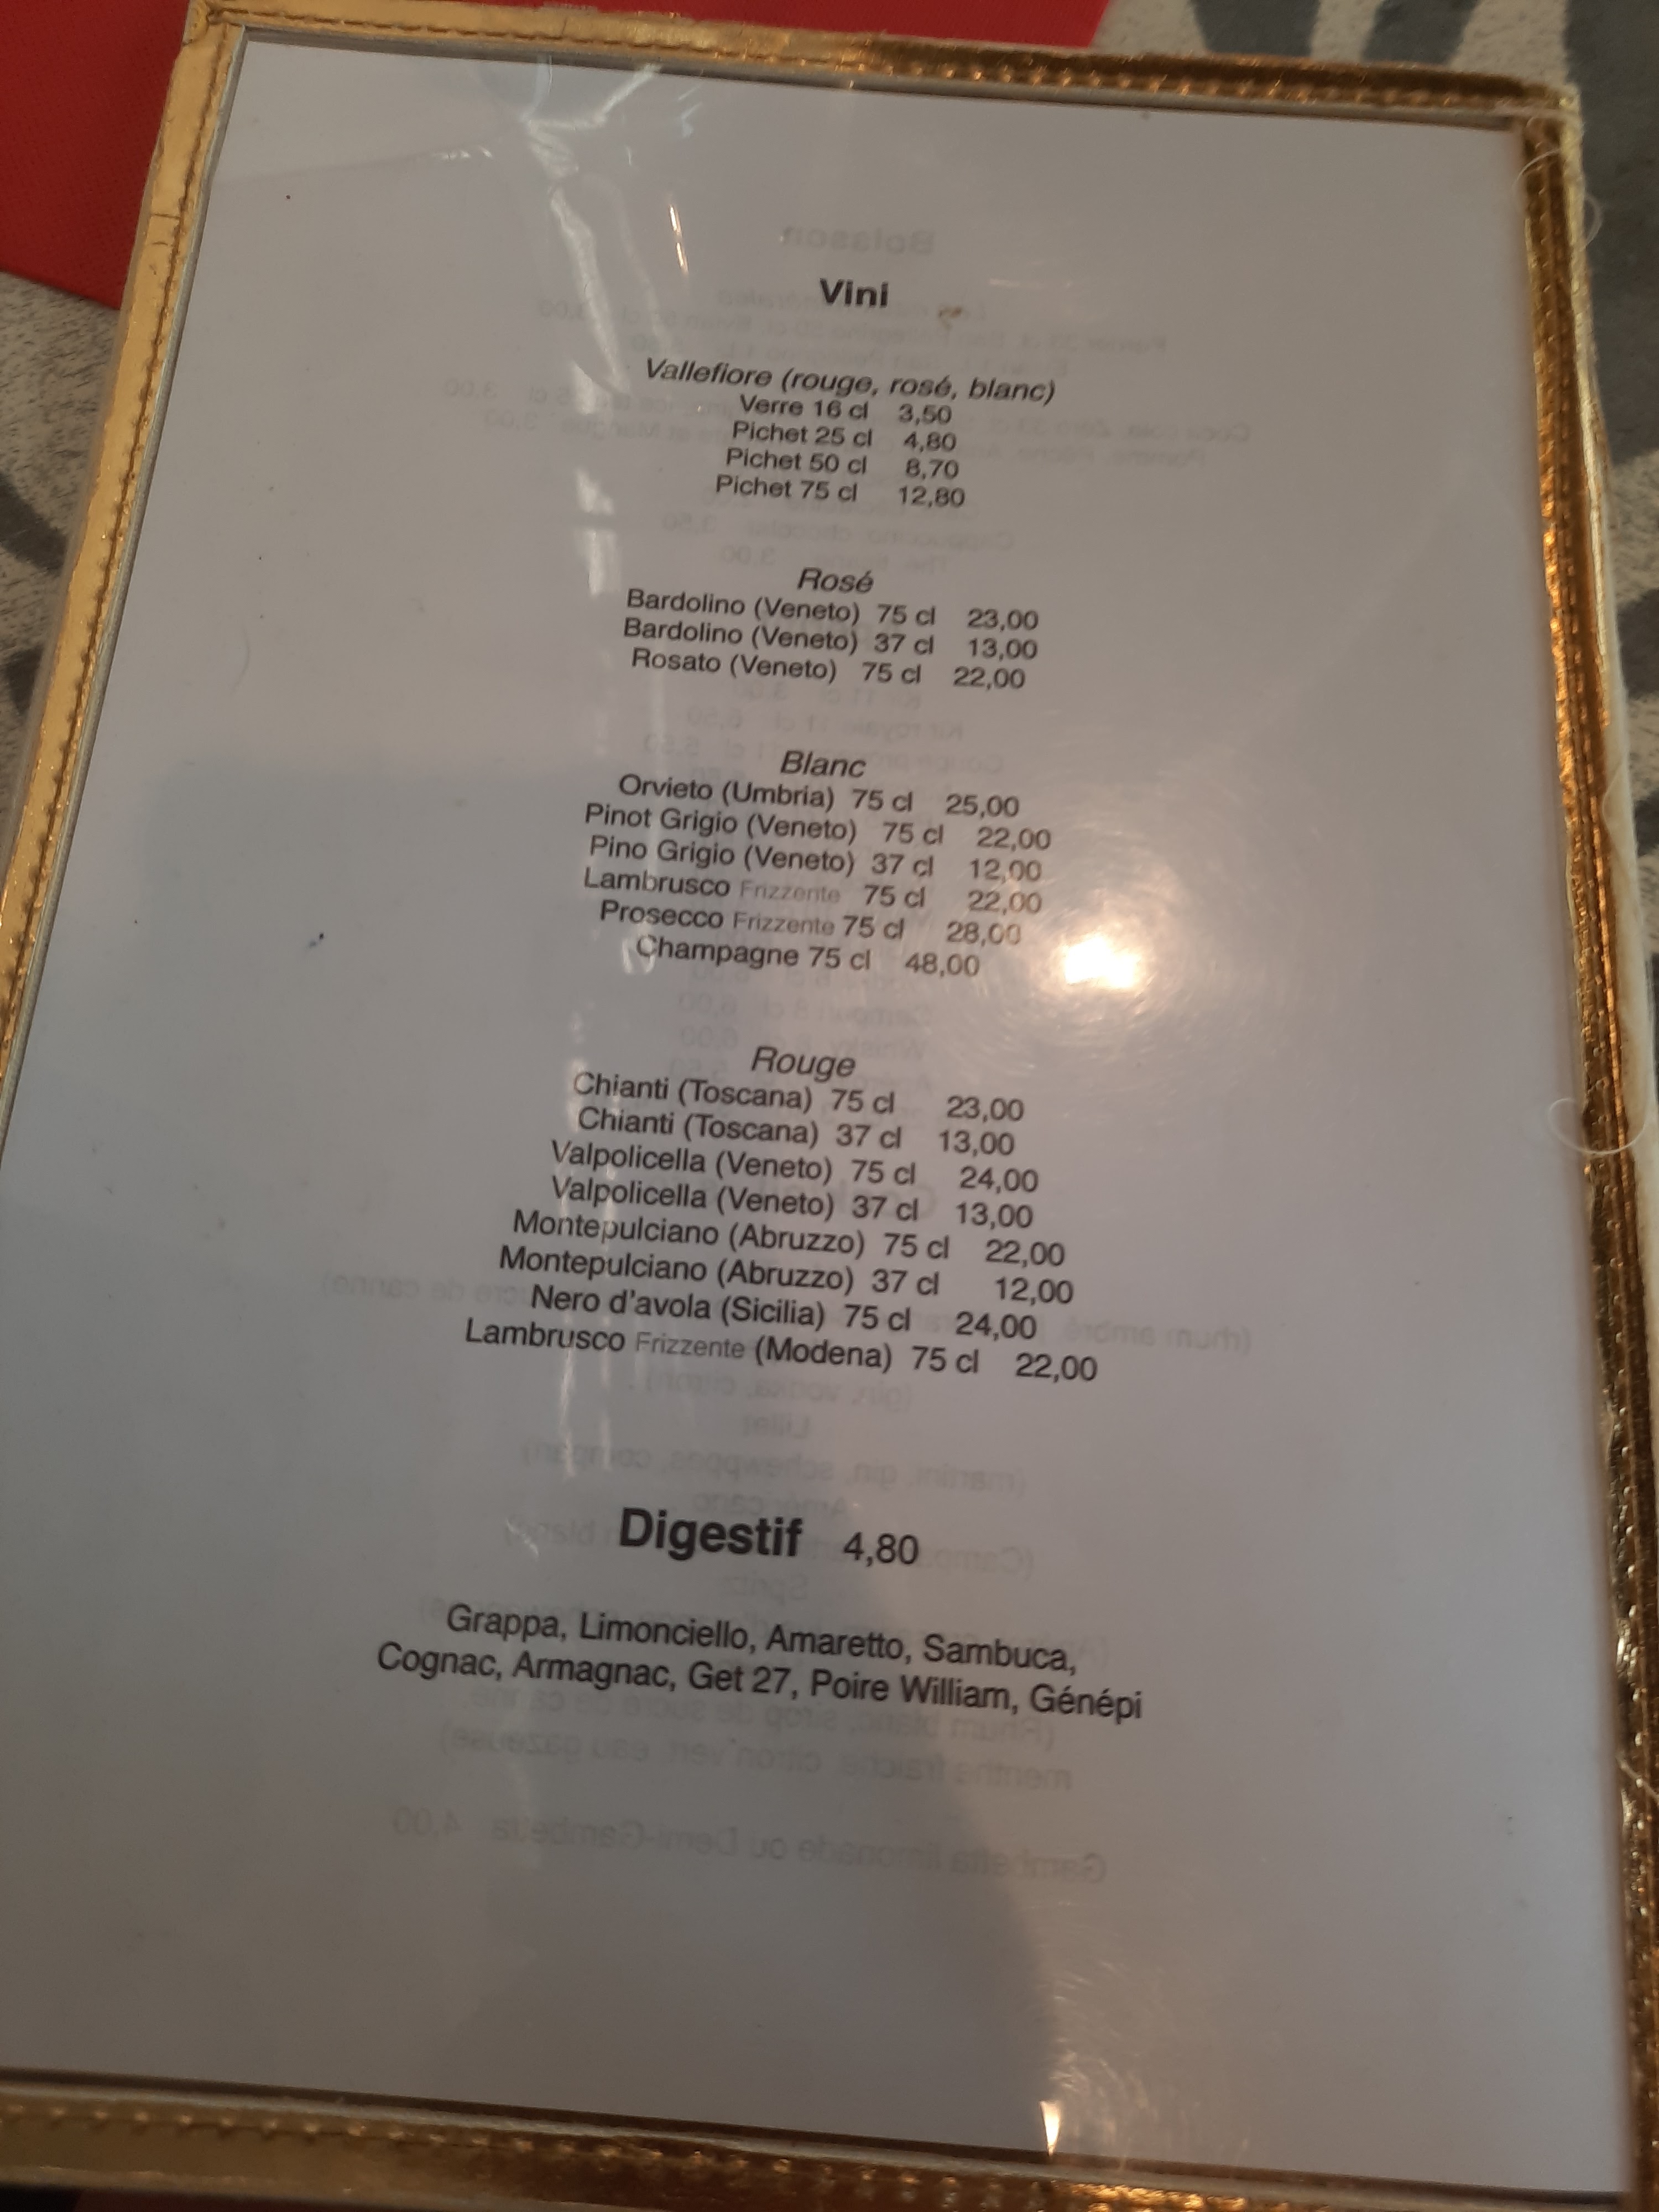 Vini
Vallefiore (rouge, rosé, blanc)
Verre 16 cl 3,50
Pichet 25 cl 4,80
Pichet 50 cl 8,70
Pichet 75 cl 12,80
Rosé
Bardolino (Veneto) 75 cl 23,00
Bardolino (Veneto) 37 cl 13,00
Rosato (Veneto) 75 cl 22,00
Blanc
Orvieto (Umbria) 75 cl 25,00
Pinot Grigio (Veneto) 75 cl 22,00
Pino Grigio (Veneto) 37 cl 12,00
Lambrusco Frizzente 75 cl 22,00
Prosecco Frizzente 75 cl 28,00
Champagne 75 cl 48,00
Rouge
Chianti (Toscana) 75 cl 23,00
Chianti (Toscana) 37 cl 13,00
Valpolicella (Veneto) 75 cl 24,00
Valpolicella (Veneto) 37 cl 13,00
Montepulciano (Abruzzo) 75 cl 22,00
Montepulciano (Abruzzo) 37 cl 12,00
Nero d'avola (Sicilia) 75 cl 24,00
Lambrusco Frizzente (Modena) 75 cl 22,00
Digestif 4,80
Grappa, Limonciello, Amaretto, Sambuca,
Cognac, Armagnac, Get 27, Poire William, Génépi